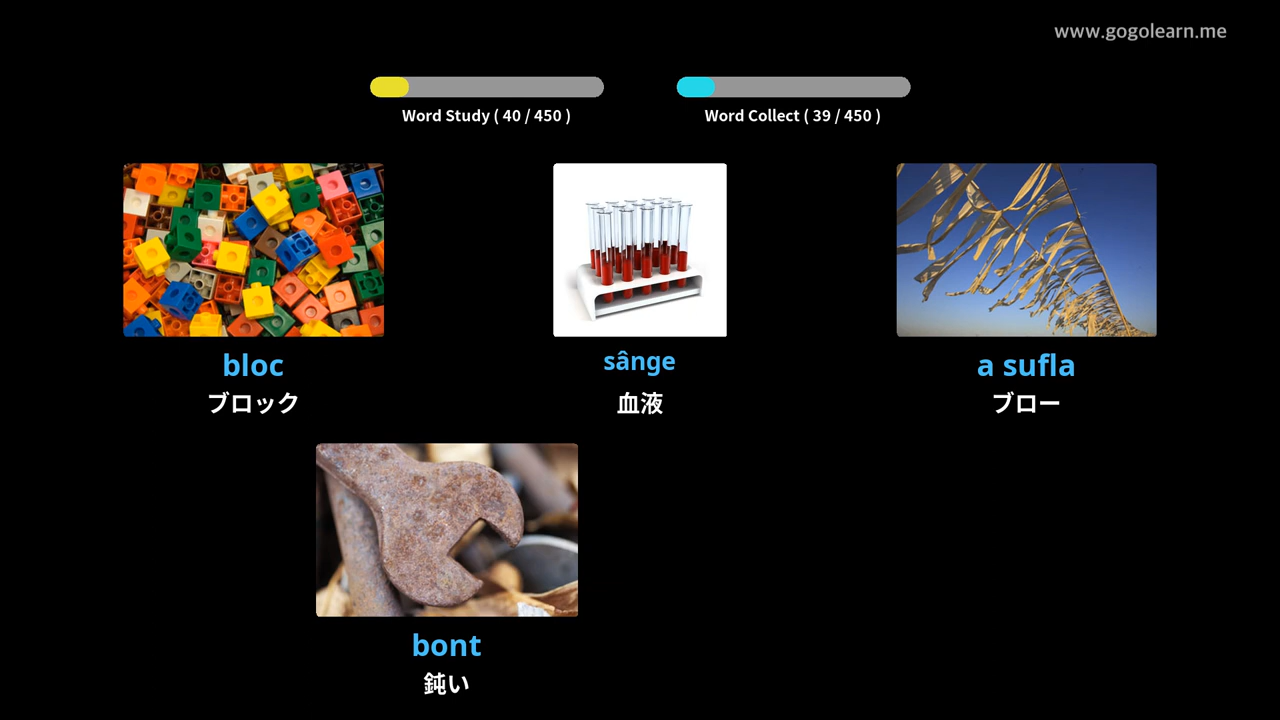 www.gogolearn.me
Word Study ( 40 / 450 )
Word Collect ( 39 / 450 )
bloc
ブロック
sânge
血液
a sufla
ブロー
bont
鈍い